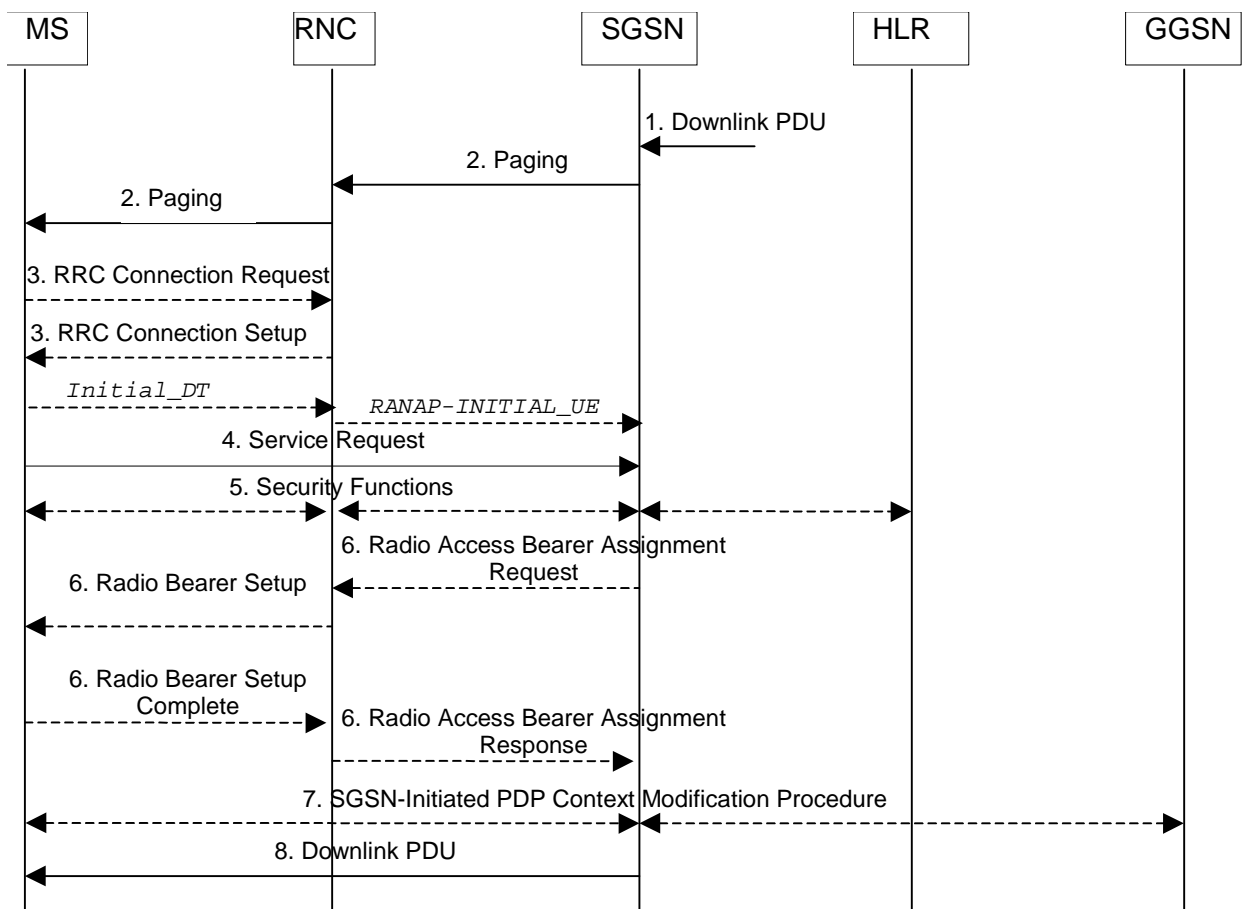 MS
RNC
SGSN
HLR
GGSN
1. Downlink PDU
2. Paging
2. Paging
3. RRC Connection Request
3. RRC Connection Setup
Initial_DT
RANAP-INITIAL_UE
4. Service Request
5. Security Functions
6. Radio Access Bearer Assignment
Request
6. Radio Bearer Setup
6. Radio Bearer Setup
Complete
6. Radio Access Bearer Assignment
Response
7. SGSN-Initiated PDP Context Modification Procedure
8. Downlink PDU